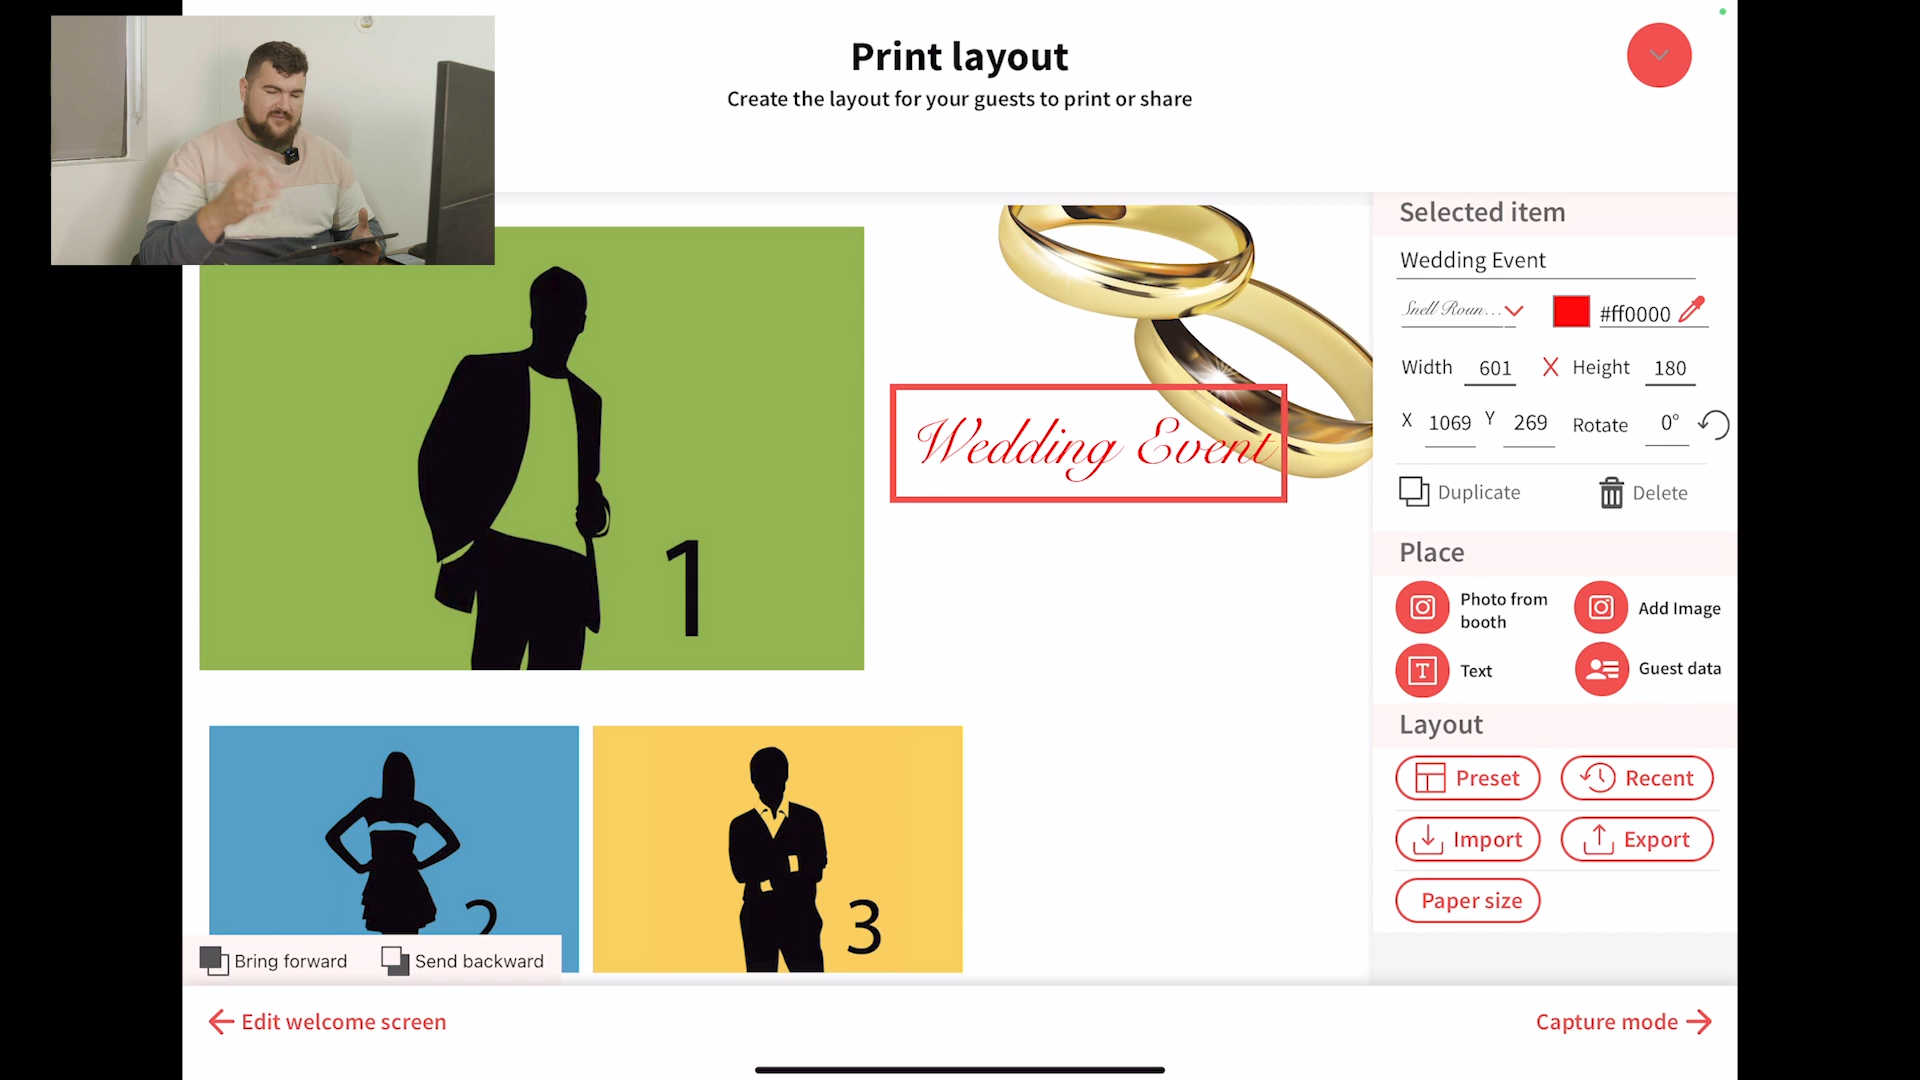 Print layout
Create the layout for your guests to print or share
Selected item
Wedding Event
Snell Roun...
#ff0000
Width 601 X Height 180
X 1069 Y 269 Rotate 0°
Duplicate
Delete
Place
Photo from
booth
Add Image
T
Text
Guest data
Layout
Preset
Recent
Import
Export
Paper size
1
Wedding Event
2
3
Bring forward
Send backward
Edit welcome screen
Capture mode